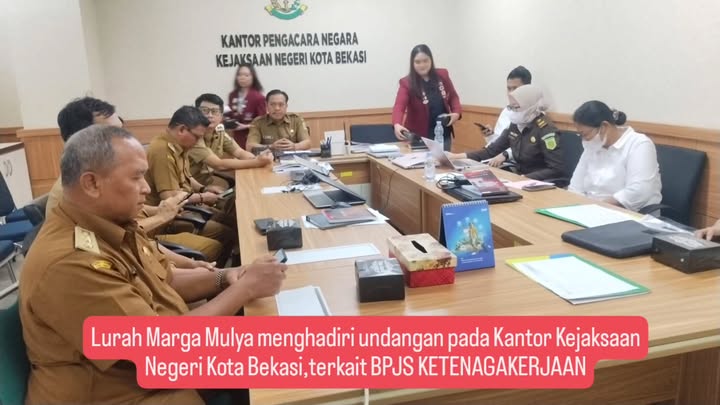 KANTOR PENGACARA NEGARA
KEJAKSAAN NEGERI KOTA BEKASI
Lurah Marga Mulya menghadiri undangan pada Kantor Kejaksaan
Negeri Kota Bekasi,terkait BPJS KETENAGAKERJAAN